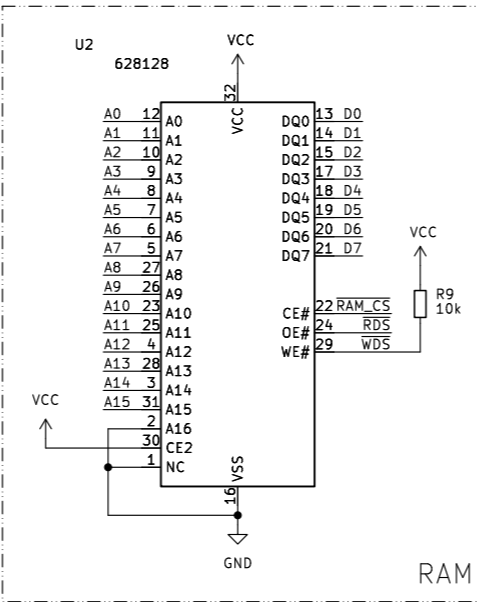 U2
628128
VCC
32
VCC
A0 12 A0
A1 11 A1
A2 10 A2
A3 9 A3
A4 8 A4
A5 7 A5
A6 6 A6
A7 5 A7
A8 27 A8
A9 26 A9
A10 23 A10
A11 25 A11
A12 4 A12
A13 28 A13
A14 3 A14
A15 31 A15
2 A16
30 CE2
1 NC
VCC
DQ0 13 D0
DQ1 14 D1
DQ2 15 D2
DQ3 17 D3
DQ4 18 D4
DQ5 19 D5
DQ6 20 D6
DQ7 21 D7
CE# 22 RAM_CS
OE# 24 RDS
WE# 29 WDS
VCC
R9
10k
VSS
16
GND
RAM